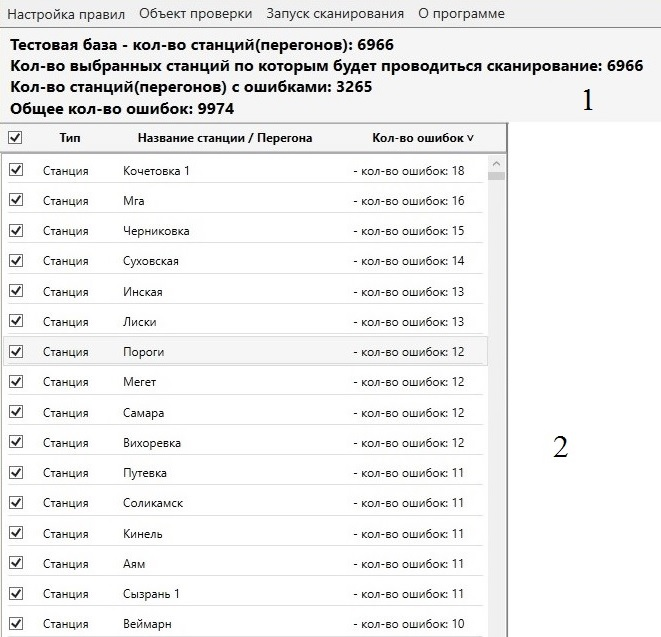 Настройка правил Объект проверки Запуск сканирования О программе
Тестовая база - кол-во станций(перегонов): 6966
Кол-во выбранных станций по которым будет проводиться сканирование: 6966
Кол-во станций(перегонов) с ошибками: 3265
Общее кол-во ошибок: 9974
1
Тип Название станции / Перегона Кол-во ошибок ˅
Станция Кочетовка 1 - кол-во ошибок: 18
Станция Мга - кол-во ошибок: 16
Станция Черниковка - кол-во ошибок: 15
Станция Суховская - кол-во ошибок: 14
Станция Инская - кол-во ошибок: 13
Станция Лиски - кол-во ошибок: 13
Станция Пороги - кол-во ошибок: 12
Станция Мегет - кол-во ошибок: 12
Станция Самара - кол-во ошибок: 12
Станция Вихоревка - кол-во ошибок: 12
2
Станция Путевка - кол-во ошибок: 11
Станция Соликамск - кол-во ошибок: 11
Станция Кинель - кол-во ошибок: 11
Станция Аям - кол-во ошибок: 11
Станция Сызрань 1 - кол-во ошибок: 11
Станция Веймарн - кол-во ошибок: 10